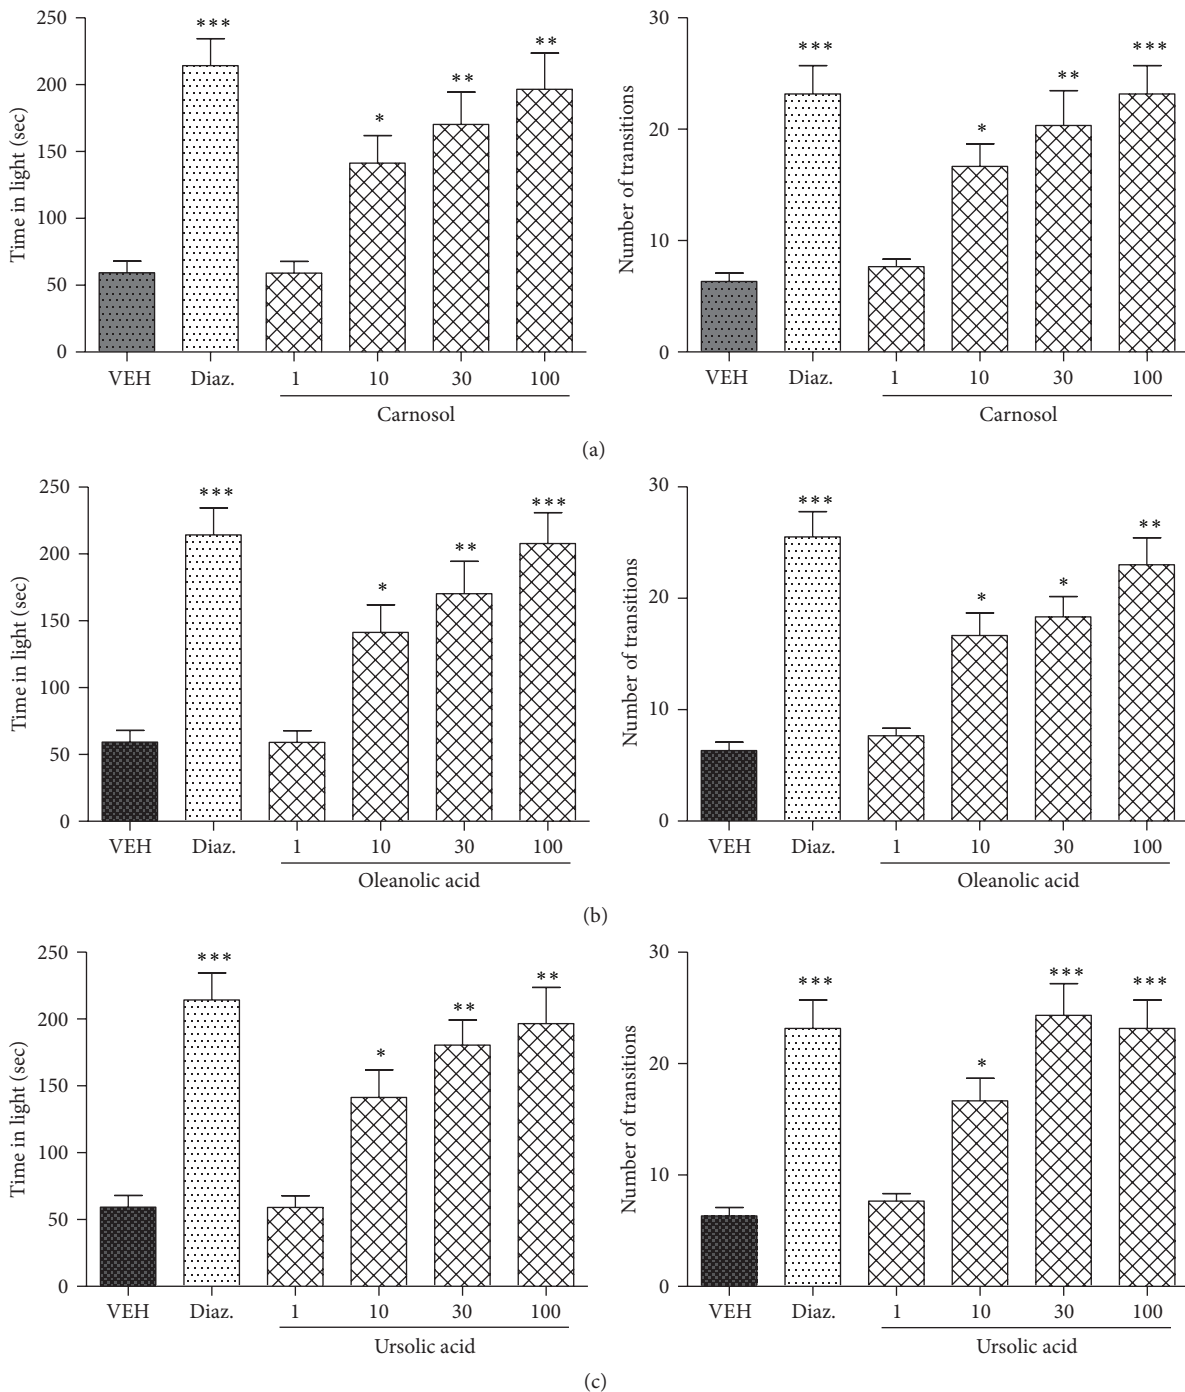 250
200
150
100
50
0
Time in light (sec)
***
*
**
**
VEH Diaz. 1 10 30 100
Carnosol
30
20
10
0
Number of transitions
***
*
**
***
VEH Diaz. 1 10 30 100
Carnosol
(a)
250
200
150
100
50
0
Time in light (sec)
***
*
**
***
VEH Diaz. 1 10 30 100
Oleanolic acid
30
20
10
0
Number of transitions
***
*
*
**
VEH Diaz. 1 10 30 100
Oleanolic acid
(b)
250
200
150
100
50
0
Time in light (sec)
***
*
**
**
VEH Diaz. 1 10 30 100
Ursolic acid
30
20
10
0
Number of transitions
***
*
***
***
VEH Diaz. 1 10 30 100
Ursolic acid
(c)